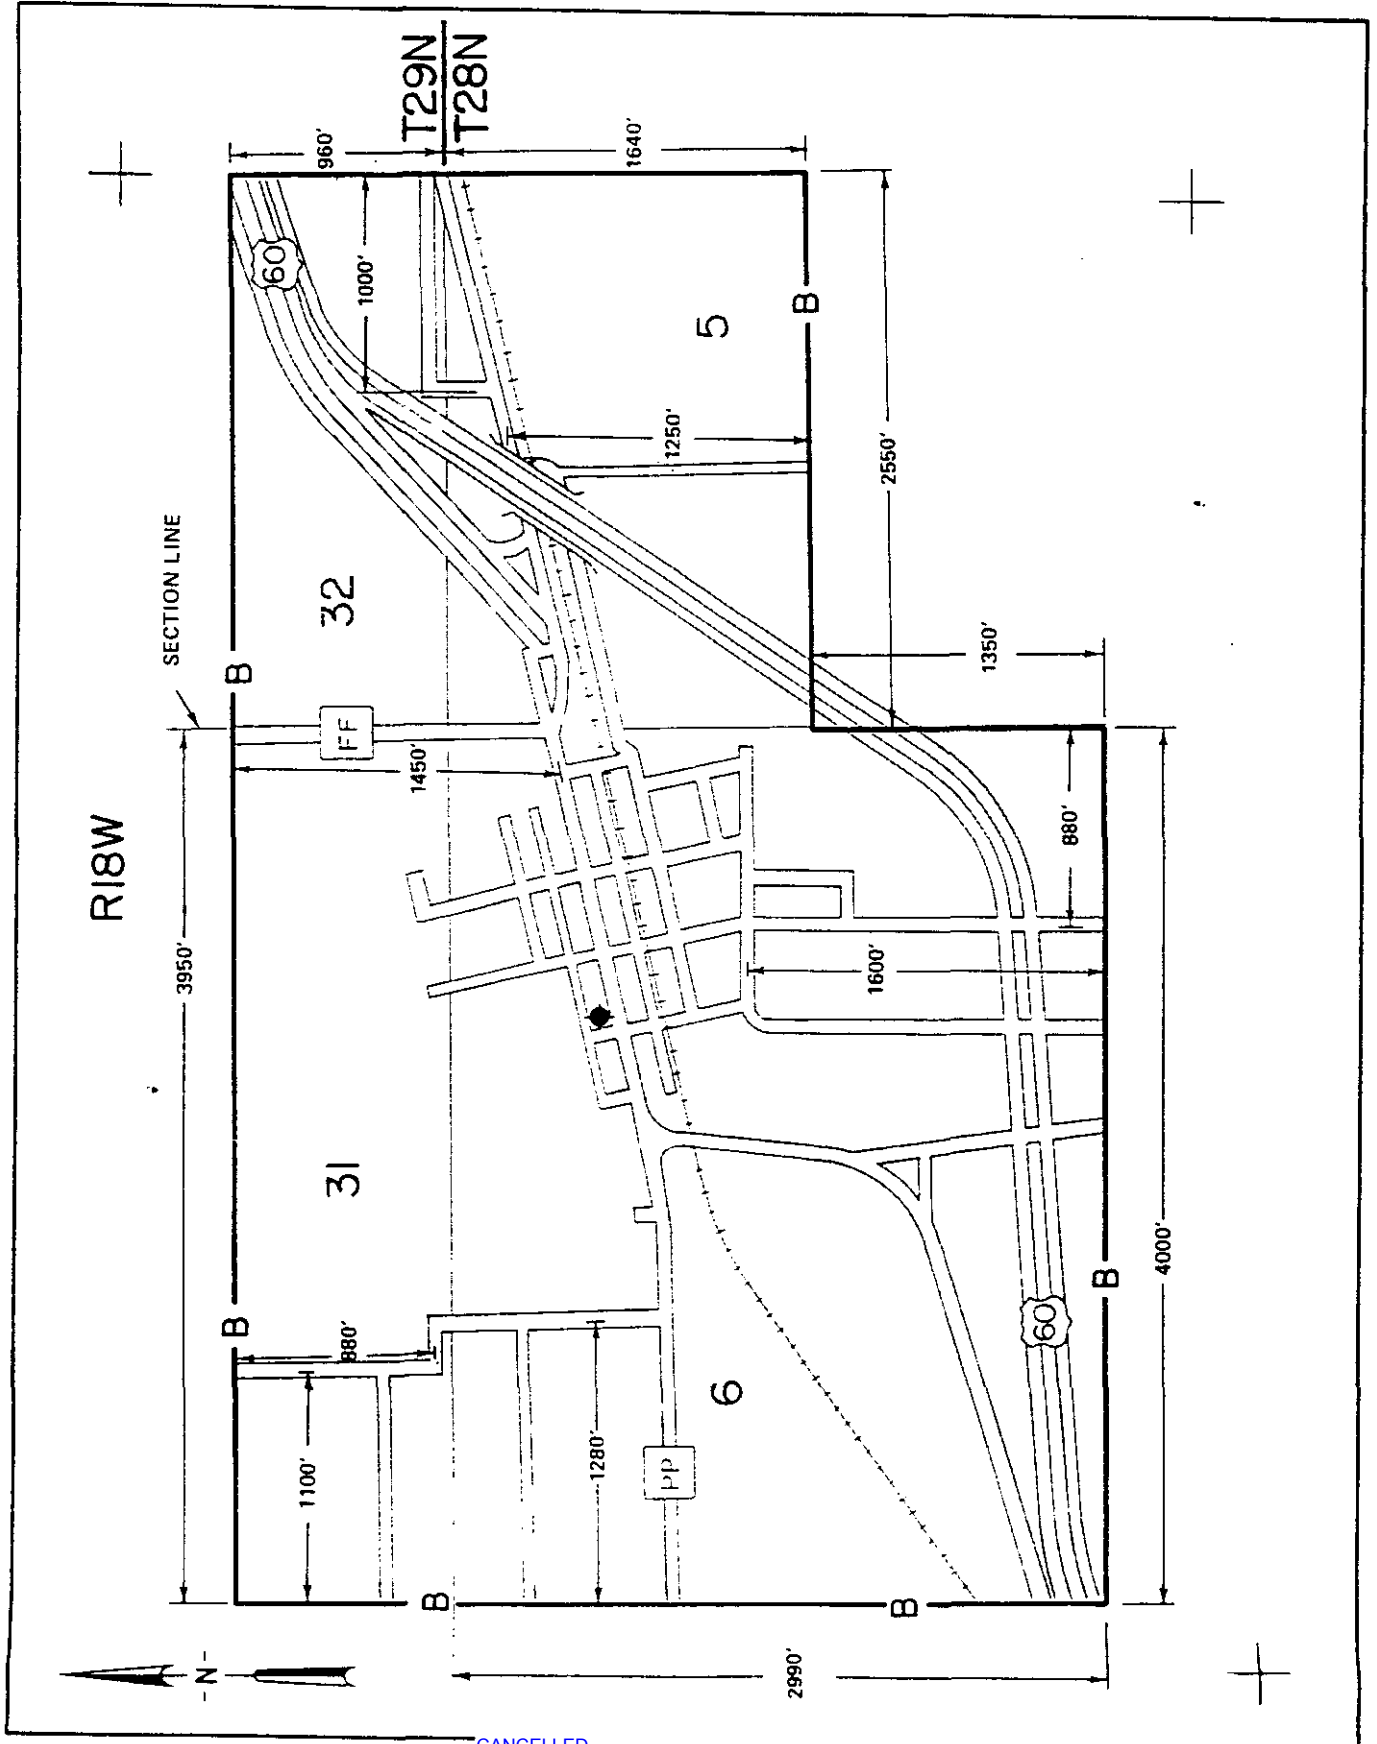 R18W
SECTION LINE
3950'
- N -
B
B
60
1100'
31
880'
FF
32
1000'
960'
1450'
B
T29N
T28N
1280'
PP
1250'
1640'
6
5
2990'
B
B
1600'
2550'
1350'
60
880'
B
4000'
CANCELLED